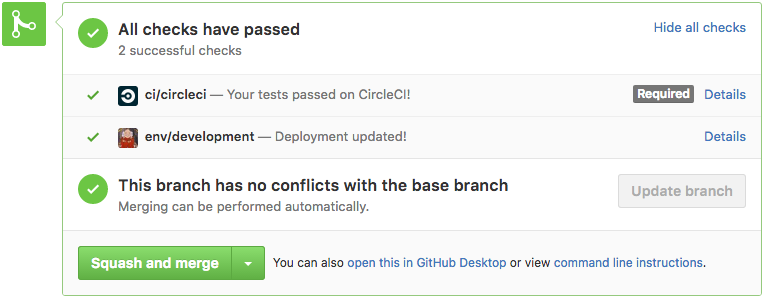 All checks have passed
Hide all checks
2 successful checks
ci/circleci — Your tests passed on CircleCI!
Required
Details
env/development — Deployment updated!
Details
This branch has no conflicts with the base branch
Merging can be performed automatically.
Update branch
Squash and merge
You can also open this in GitHub Desktop or view command line instructions.